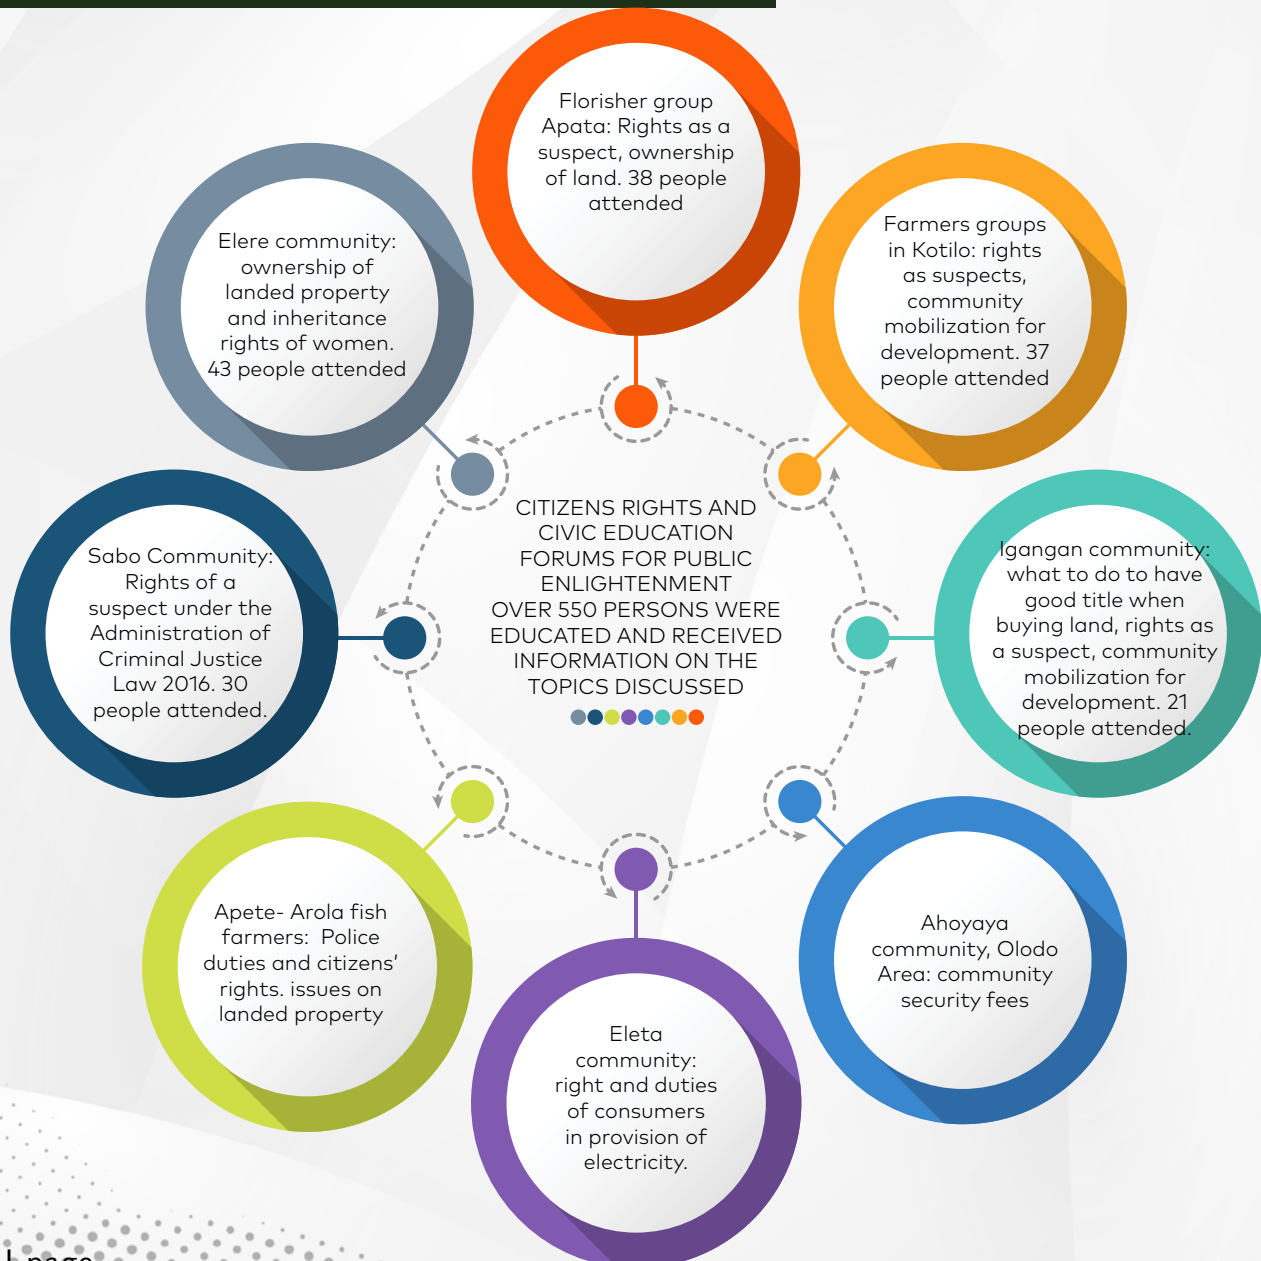 Florisher group
Apata: Rights as a
suspect, ownership
of land. 38 people
attended
Farmers groups
in Kotilo: rights
as suspects,
community
mobilization for
development. 37
people attended
Elere community:
ownership of
landed property
and inheritance
rights of women.
43 people attended
CITIZENS RIGHTS AND
CIVIC EDUCATION
FORUMS FOR PUBLIC
ENLIGHTENMENT
OVER 550 PERSONS WERE
EDUCATED AND RECEIVED
INFORMATION ON THE
TOPICS DISCUSSED
Sabo Community:
Rights of a
suspect under the
Administration of
Criminal Justice
Law 2016. 30
people attended.
Igangan community:
what to do to have
good title when
buying land, rights as
a suspect, community
mobilization for
development. 21
people attended.
Apete- Arola fish
farmers:  Police
duties and citizens’
rights. issues on
landed property
Ahoyaya
community, Olodo
Area: community
security fees
Eleta
community:
right and duties
of consumers
in provision of
electricity.
page